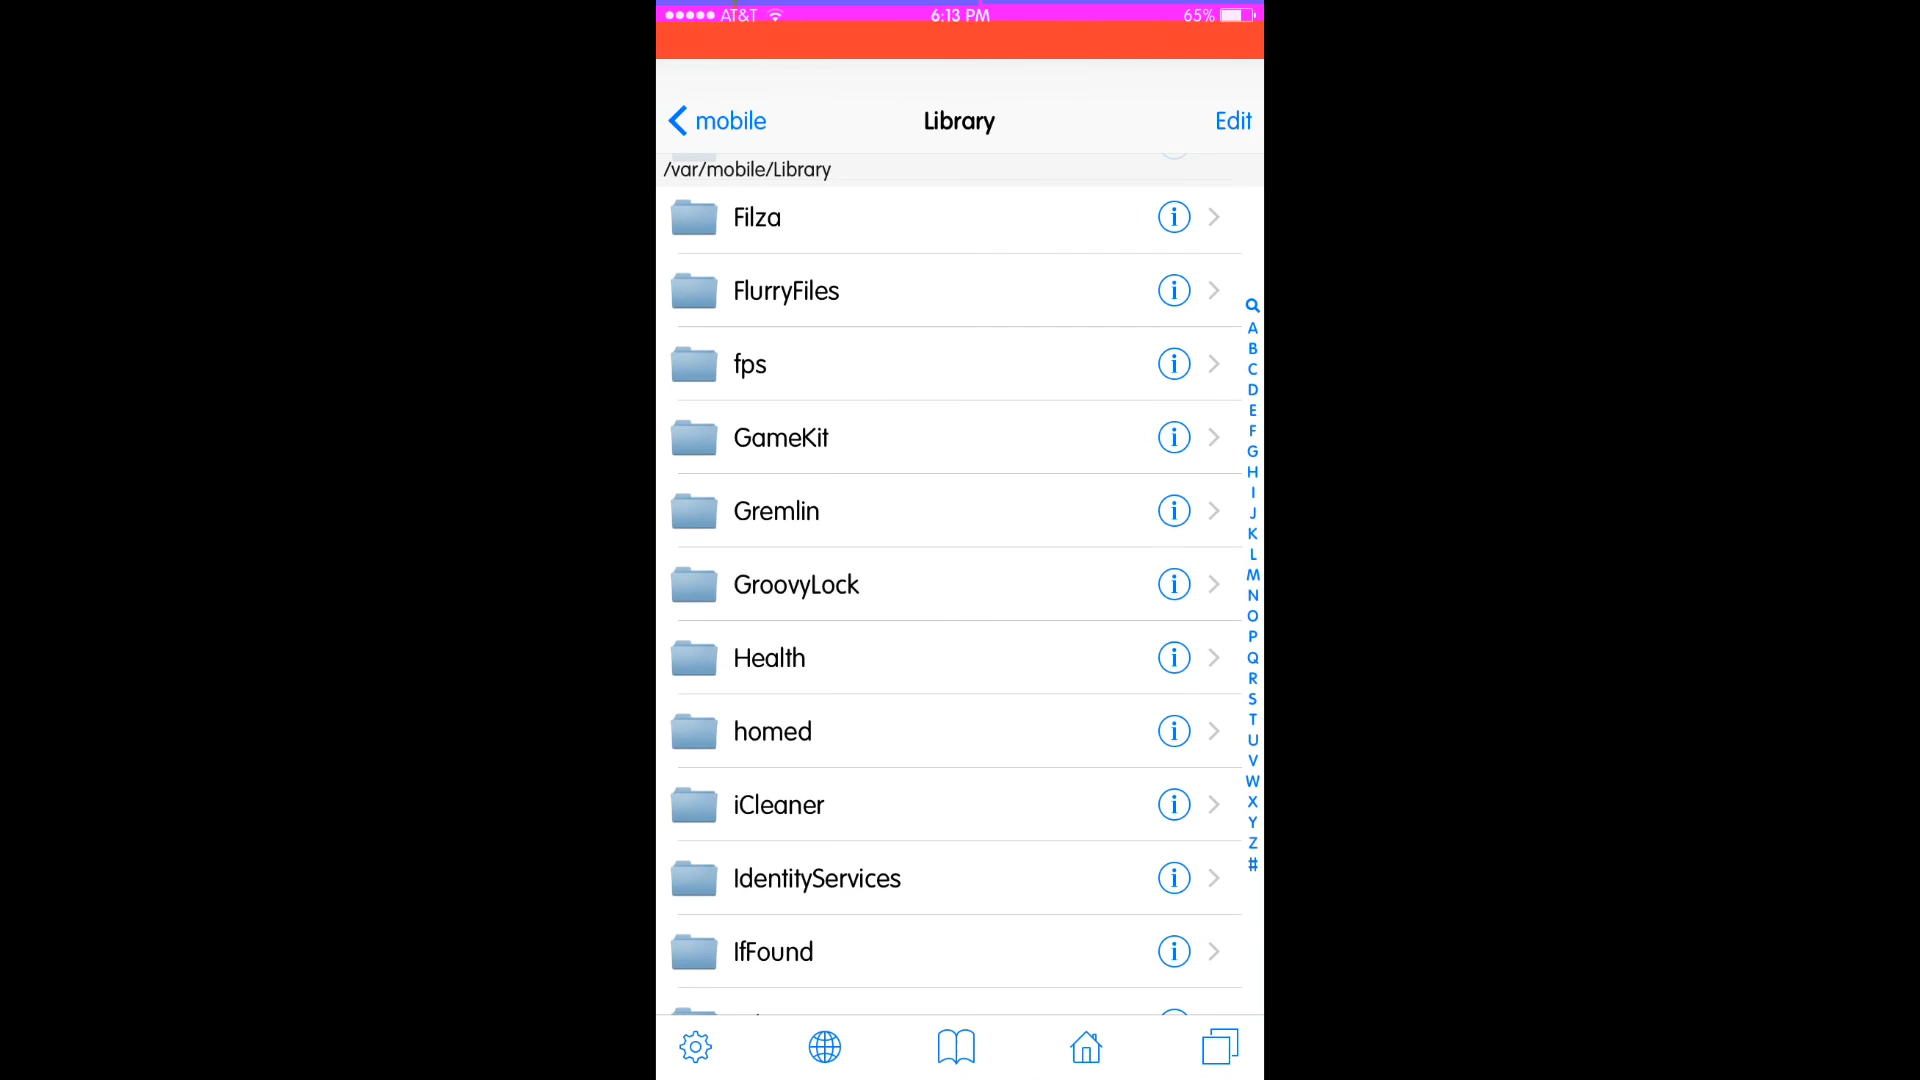 AT&T 6:13 PM 65%
mobile Library Edit
/var/mobile/Library
Filza
FlurryFiles
fps
GameKit
Gremlin
GroovyLock
Health
homed
iCleaner
IdentityServices
IfFound
A
B
C
D
E
F
G
H
I
J
K
L
M
N
O
P
Q
R
S
T
U
V
W
X
Y
Z
#